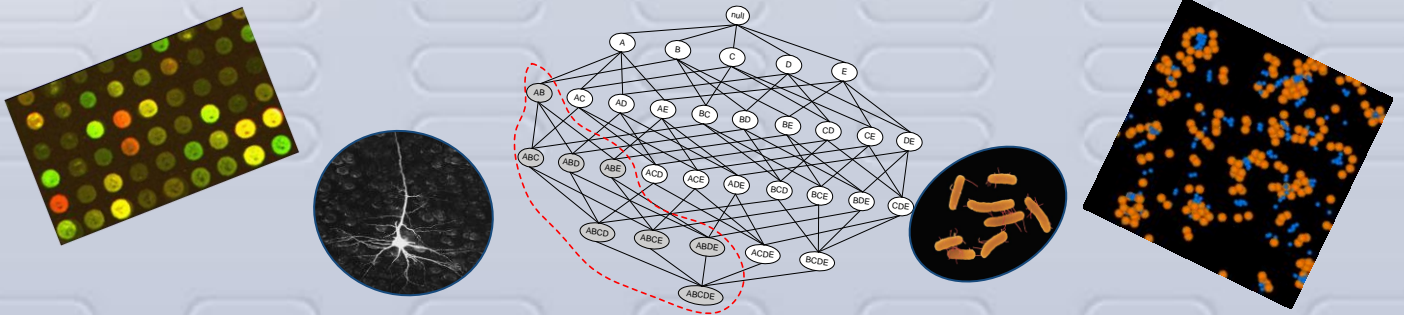 null
A B C D E
AB AC AD AE BC BD BE CD CE DE
ABC ABD ABE ACD ACE ADE BCD BCE BDE CDE
ABCD ABCE ABDE ACDE BCDE
ABCDE